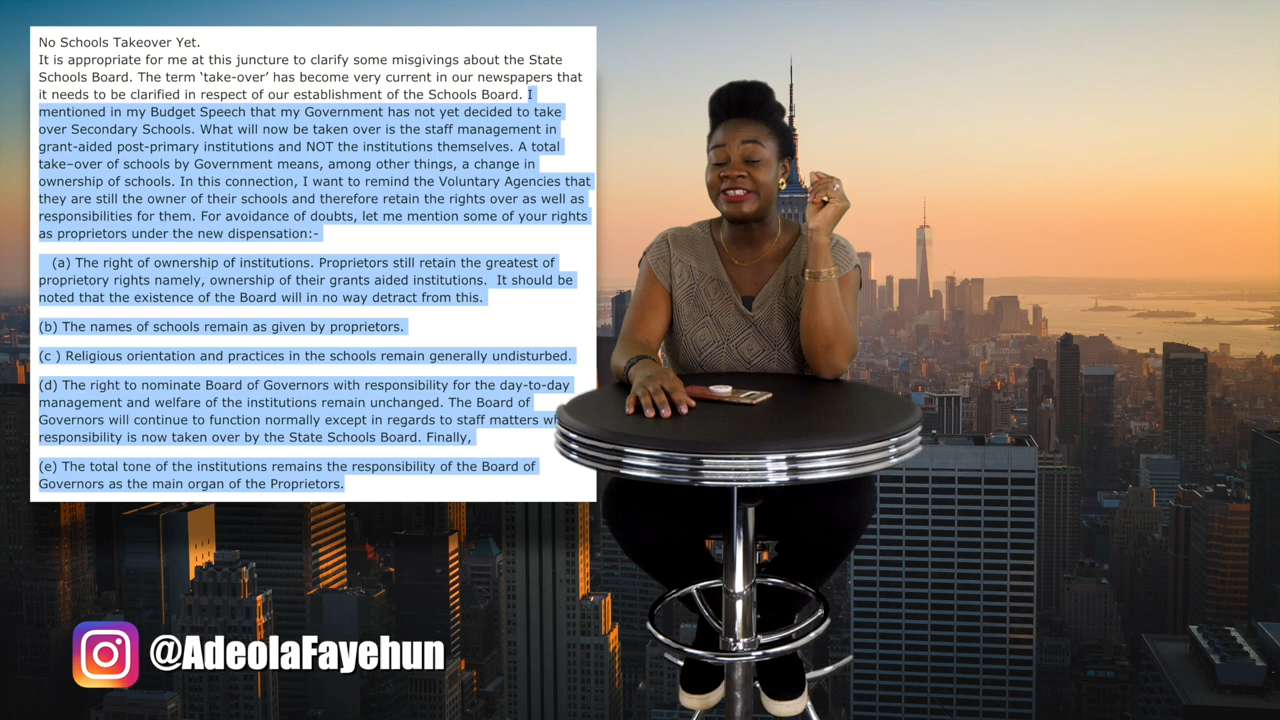 No Schools Takeover Yet.
It is appropriate for me at this juncture to clarify some misgivings about the State
Schools Board. The term ‘take-over’ has become very current in our newspapers that
it needs to be clarified in respect of our establishment of the Schools Board. I
mentioned in my Budget Speech that my Government has not yet decided to take
over Secondary Schools. What will now be taken over is the staff management in
grant-aided post-primary institutions and NOT the institutions themselves. A total
take–over of schools by Government means, among other things, a change in
ownership of schools. In this connection, I want to remind the Voluntary Agencies that
they are still the owner of their schools and therefore retain the rights over as well as
responsibilities for them. For avoidance of doubts, let me mention some of your rights
as proprietors under the new dispensation:-
(a) The right of ownership of institutions. Proprietors still retain the greatest of
proprietory rights namely, ownership of their grants aided institutions. It should be
noted that the existence of the Board will in no way detract from this.
(b) The names of schools remain as given by proprietors.
(c ) Religious orientation and practices in the schools remain generally undisturbed.
(d) The right to nominate Board of Governors with responsibility for the day-to-day
management and welfare of the institutions remain unchanged. The Board of
Governors will continue to function normally except in regards to staff matters
responsibility is now taken over by the State Schools Board. Finally,
(e) The total tone of the institutions remains the responsibility of the Board of
Governors as the main organ of the Proprietors.
@AdeolaFayehun